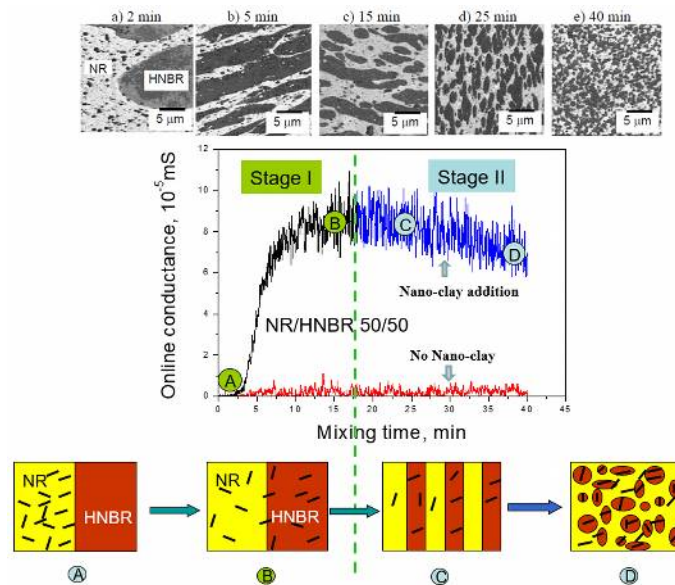 a) 2 min
b) 5 min
c) 15 min
d) 25 min
e) 40 min
NR
HNBR
5 µm
5 µm
5 µm
5 µm
5 µm
Online conductance, 10⁻⁵mS
12
10
8
6
4
2
0
Stage I
Stage II
A
B
C
D
Nano-clay addition
NR/HNBR 50/50
No Nano-clay
0 5 10 15 20 25 30 35 40 45
Mixing time, min
NR
HNBR
NR
HNBR
A
B
C
D